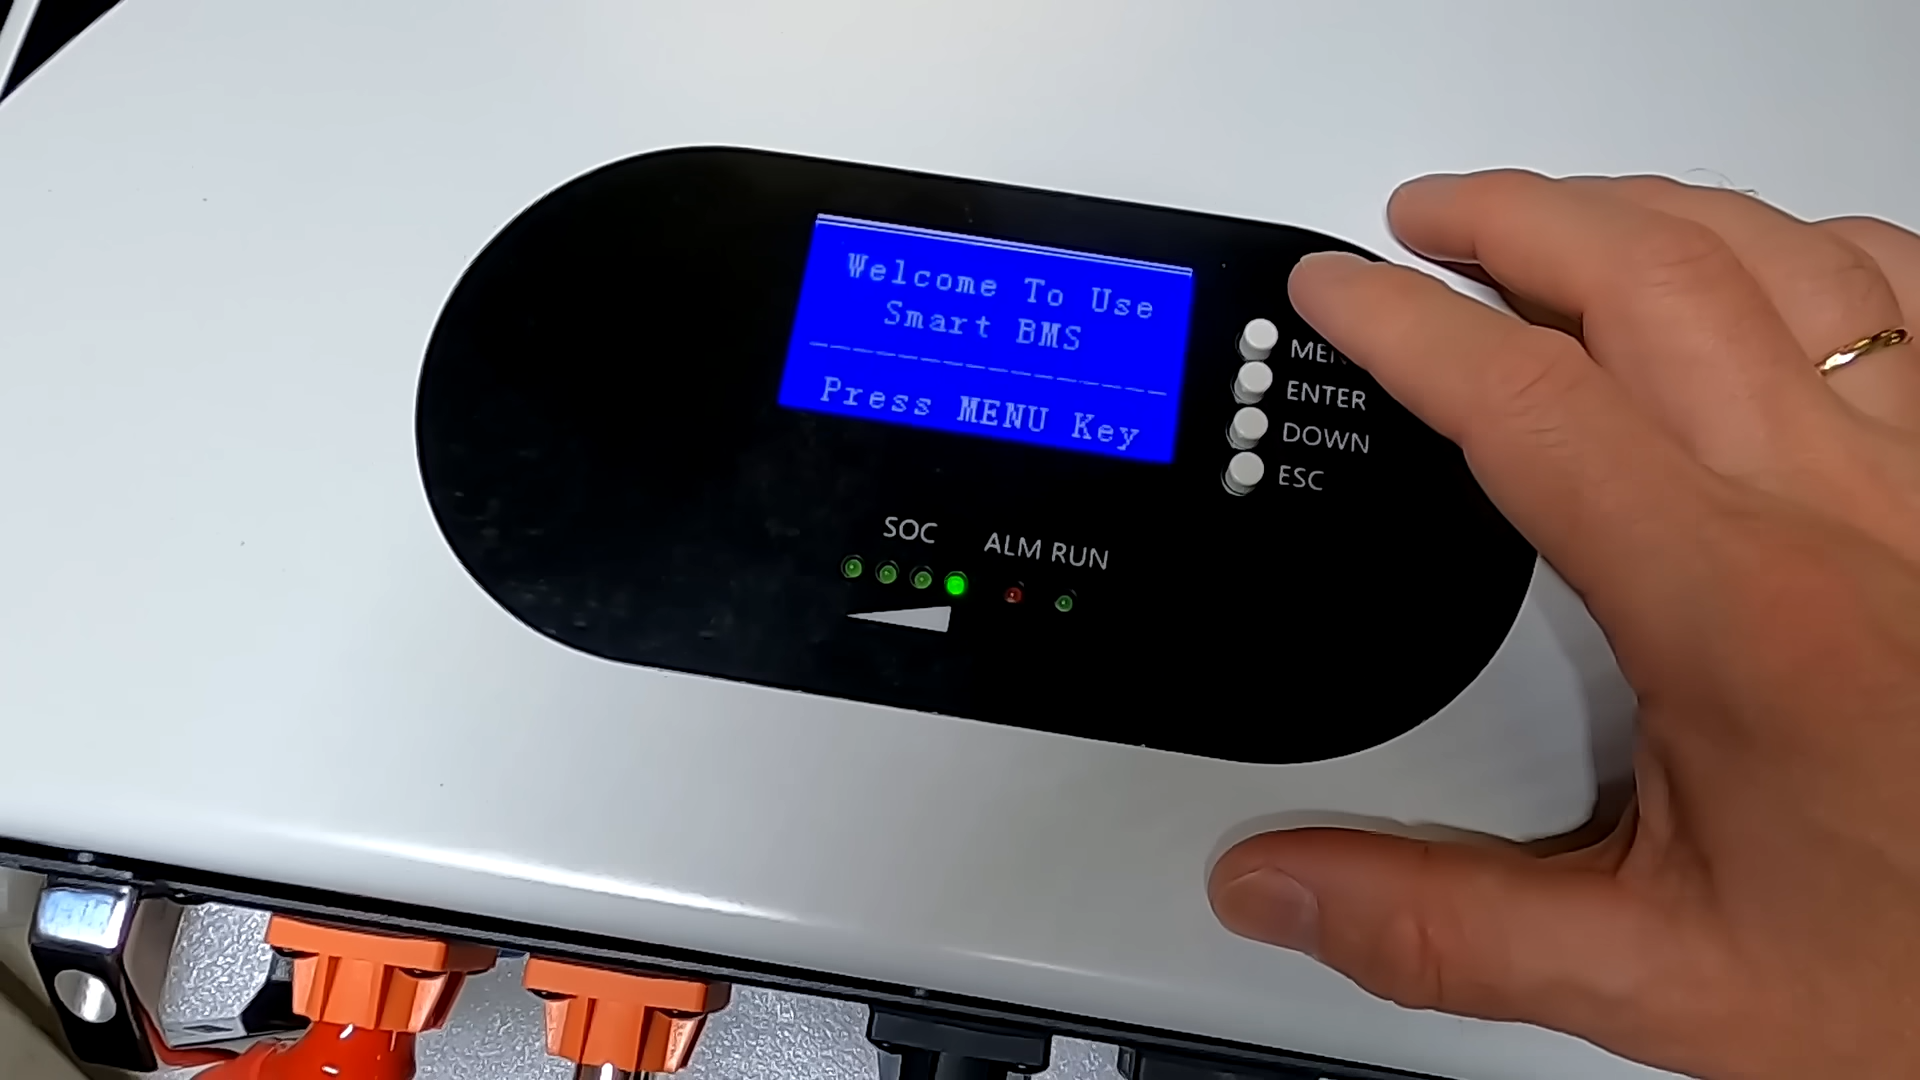 Welcome To Use
Smart BMS
----------------
Press MENU Key
ENTER
DOWN
ESC
SOC
ALM RUN